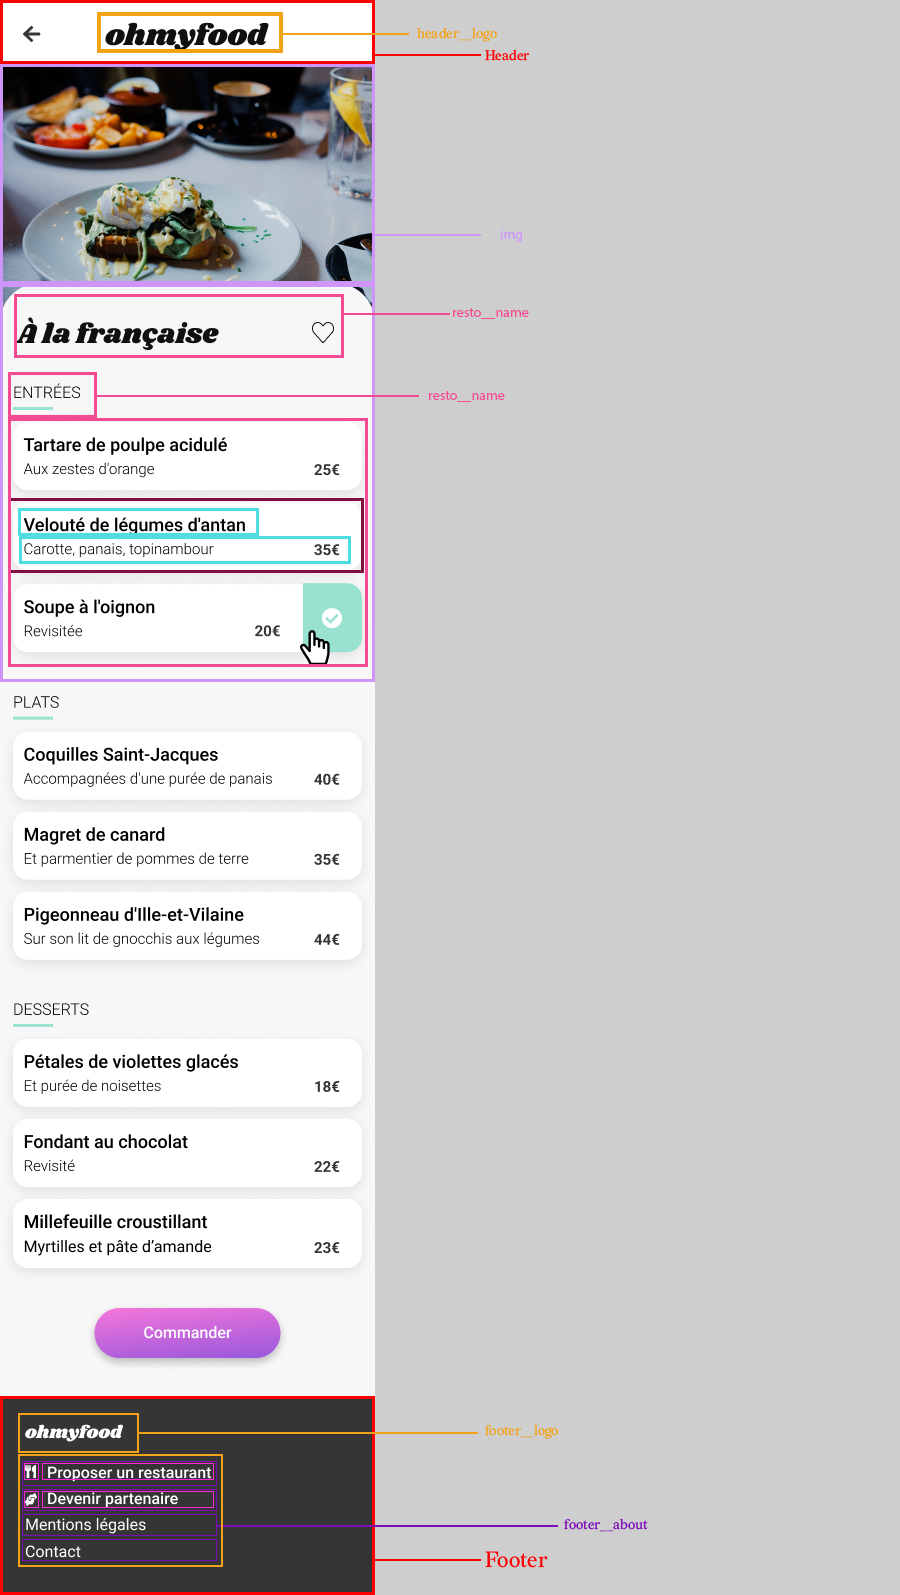 ohmyfood
header__logo
Header
img
À la française
resto__name
ENTRÉES
resto__name
Tartare de poulpe acidulé
Aux zestes d'orange 25€
Velouté de légumes d'antan
Carotte, panais, topinambour 35€
Soupe à l'oignon
Revisitée 20€
PLATS
Coquilles Saint-Jacques
Accompagnées d'une purée de panais 40€
Magret de canard
Et parmentier de pommes de terre 35€
Pigeonneau d'Ille-et-Vilaine
Sur son lit de gnocchis aux légumes 44€
DESSERTS
Pétales de violettes glacés
Et purée de noisettes 18€
Fondant au chocolat
Revisité 22€
Millefeuille croustillant
Myrtilles et pâte d’amande 23€
Commander
ohmyfood
footer__logo
Proposer un restaurant
Devenir partenaire
Mentions légales
footer__about
Contact
Footer